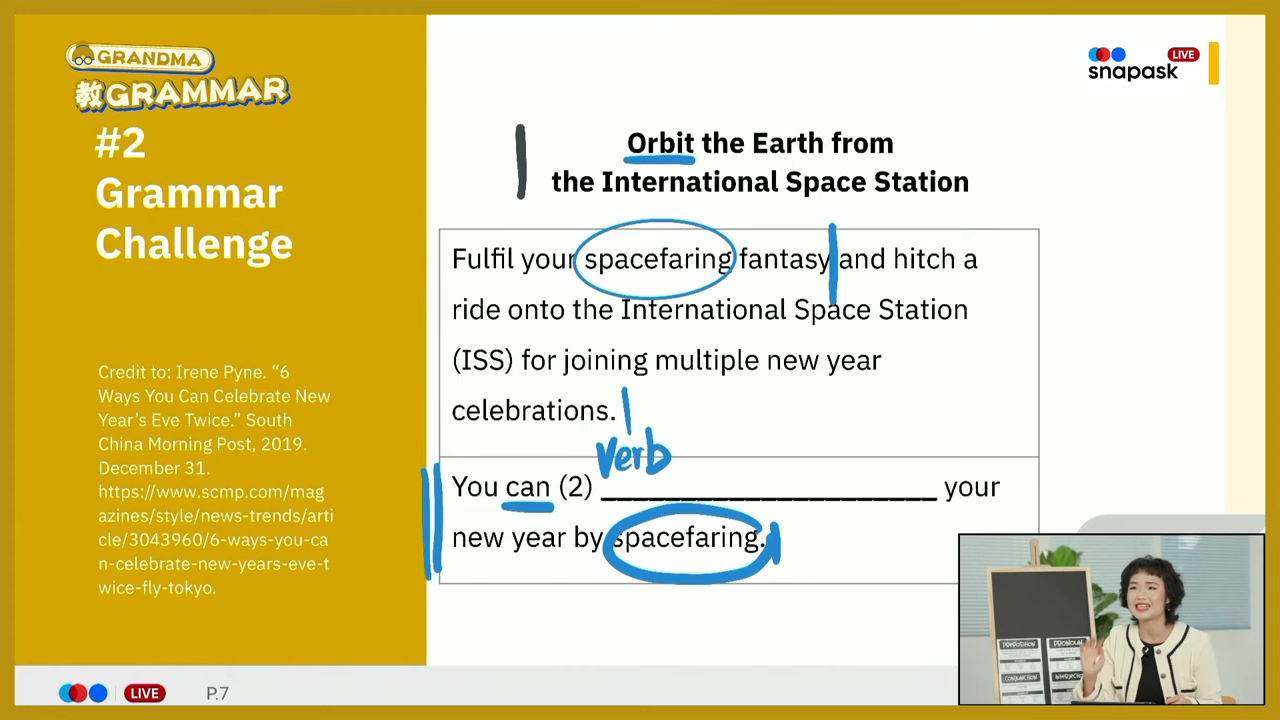 GRANDMA
教GRAMMAR
#2
Grammar
Challenge
Credit to: Irene Pyne. “6
Ways You Can Celebrate New
Year’s Eve Twice.” South
China Morning Post, 2019.
December 31.
https://www.scmp.com/mag
azines/style/news-trends/arti
cle/3043960/6-ways-you-ca
n-celebrate-new-years-eve-t
wice-fly-tokyo.
LIVE
snapask
Orbit the Earth from
the International Space Station
Fulfil your spacefaring fantasy and hitch a
ride onto the International Space Station
(ISS) for joining multiple new year
celebrations.
verb
You can (2) ____________________ your
new year by spacefaring.
PREPOSITION
PRONOUN
CONJUNCTION
INTERJECTION
LIVE
P.7